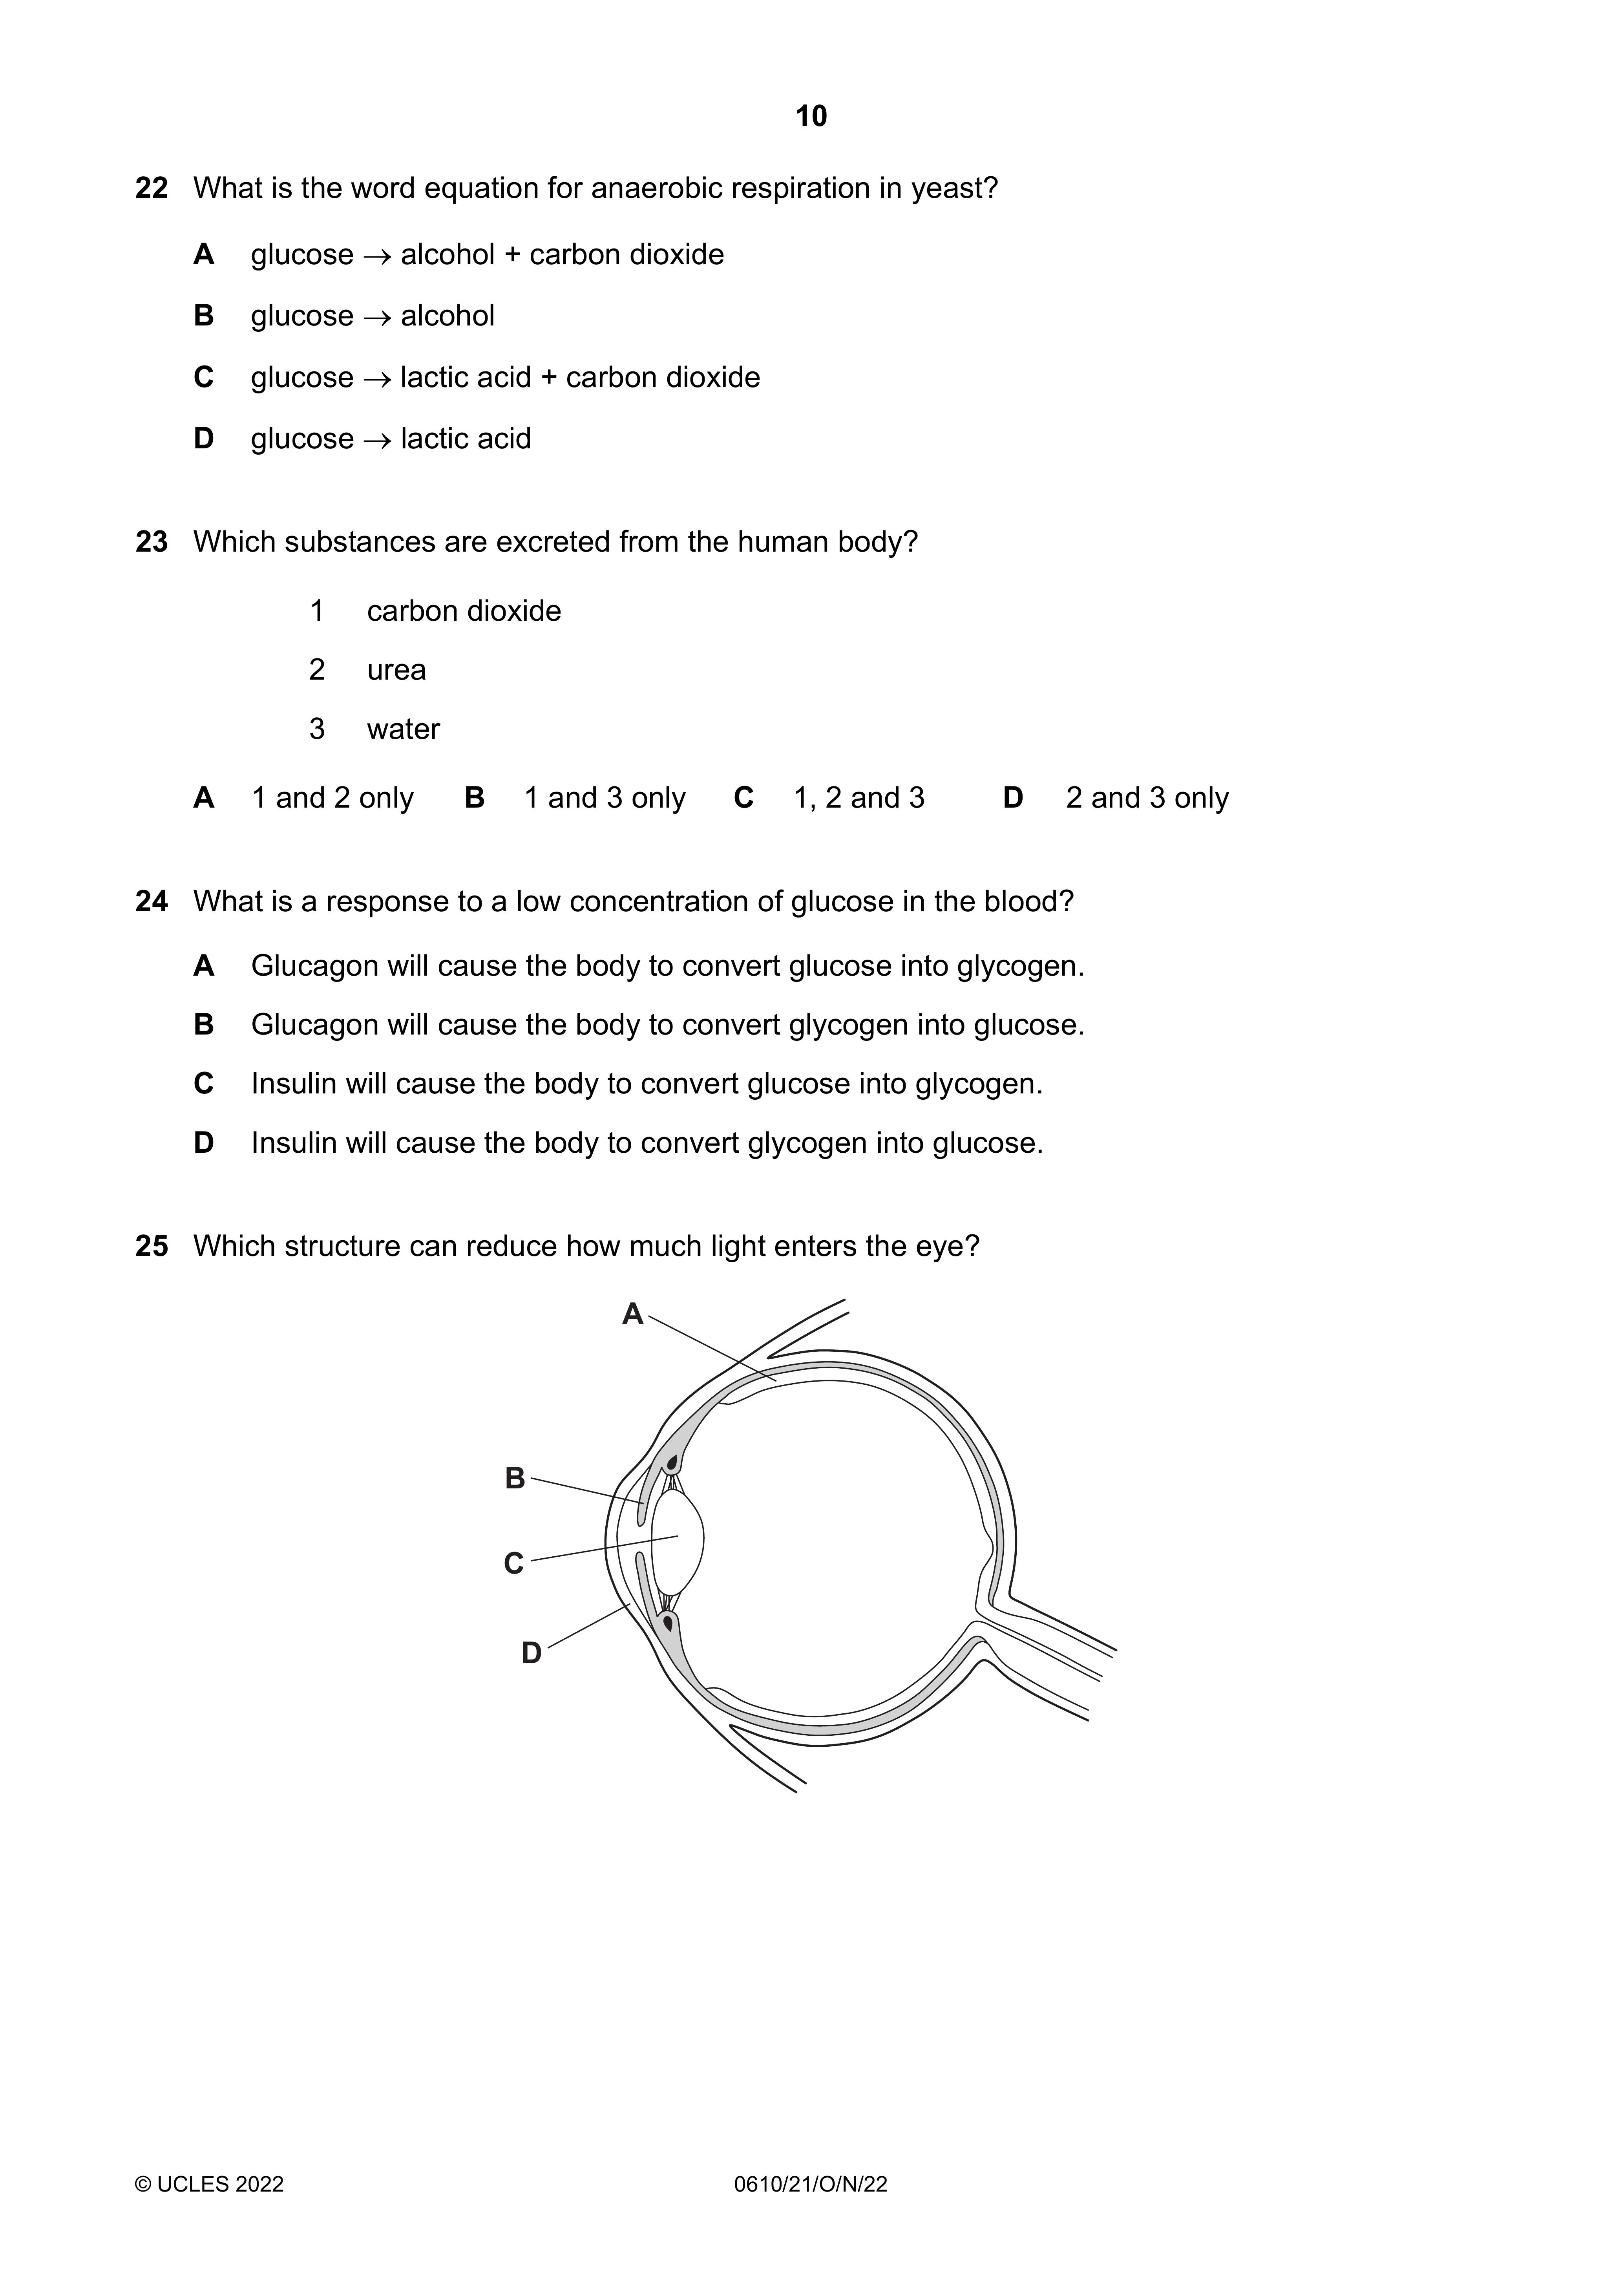 10
22 What is the word equation for anaerobic respiration in yeast?
A glucose → alcohol + carbon dioxide
B glucose → alcohol
C glucose → lactic acid + carbon dioxide
D glucose → lactic acid
23 Which substances are excreted from the human body?
1 carbon dioxide
2 urea
3 water
A 1 and 2 only B 1 and 3 only C 1, 2 and 3 D 2 and 3 only
24 What is a response to a low concentration of glucose in the blood?
A Glucagon will cause the body to convert glucose into glycogen.
B Glucagon will cause the body to convert glycogen into glucose.
C Insulin will cause the body to convert glucose into glycogen.
D Insulin will cause the body to convert glycogen into glucose.
25 Which structure can reduce how much light enters the eye?
A
B
C
D
© UCLES 2022 0610/21/O/N/22